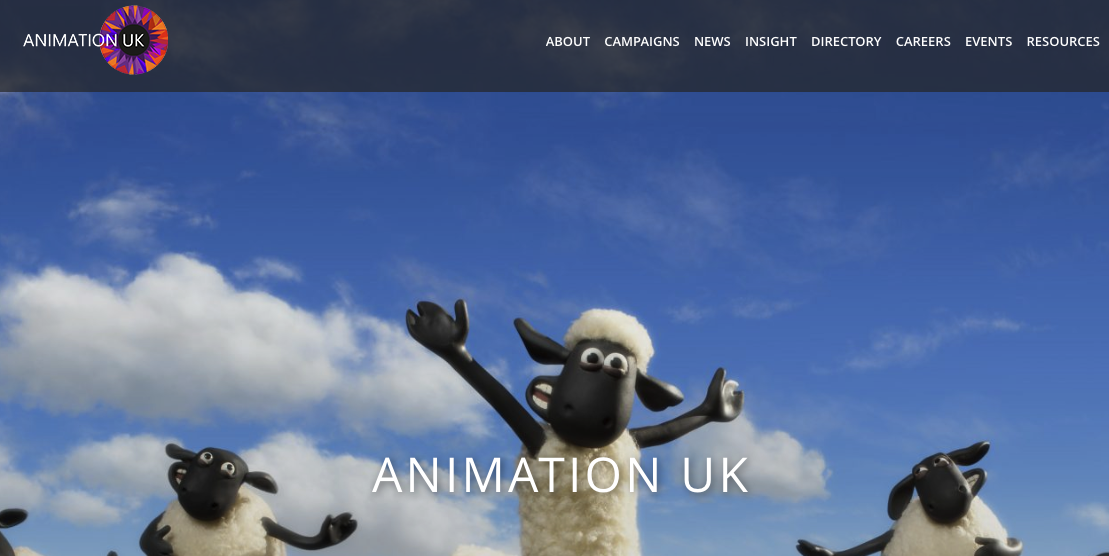 ANIMATION UK
ABOUT CAMPAIGNS NEWS INSIGHT DIRECTORY CAREERS EVENTS RESOURCES
ANIMATION UK